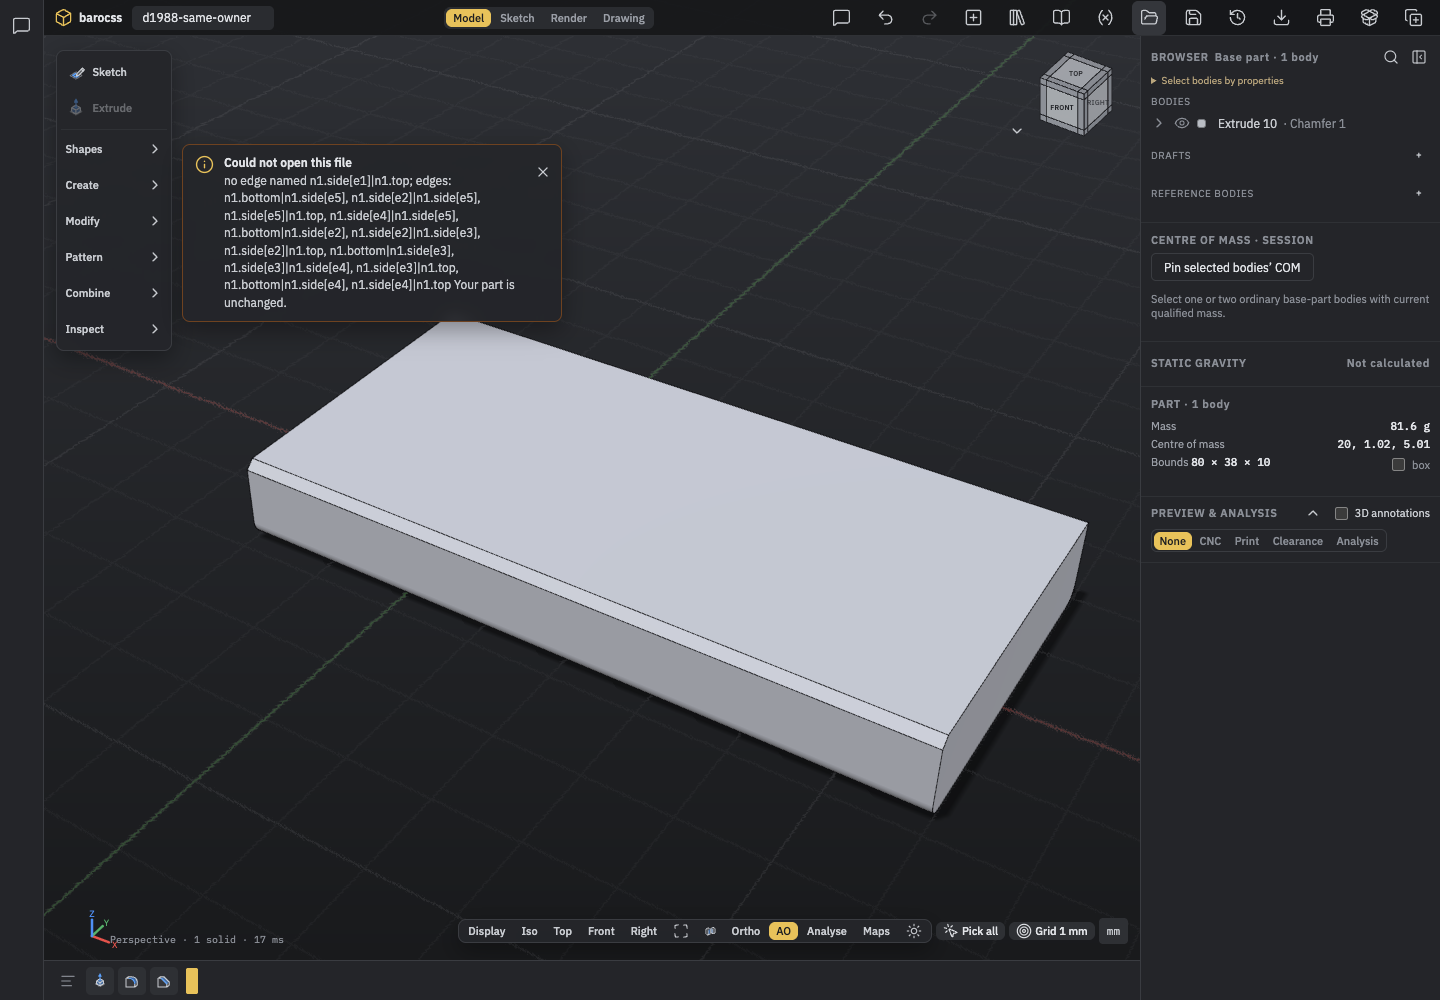 barocss
d1988-same-owner
Model
Sketch
Render
Drawing
Sketch
Extrude
Shapes
Create
Modify
Pattern
Combine
Inspect
Could not open this file
no edge named n1.side[e1]|n1.top; edges:
n1.bottom|n1.side[e5], n1.side[e2]|n1.side[e5],
n1.side[e5]|n1.top, n1.side[e4]|n1.side[e5],
n1.bottom|n1.side[e2], n1.side[e2]|n1.side[e3],
n1.side[e2]|n1.top, n1.bottom|n1.side[e3],
n1.side[e3]|n1.side[e4], n1.side[e3]|n1.top,
n1.bottom|n1.side[e4], n1.side[e4]|n1.top Your part is
unchanged.
TOP
FRONT
RIGHT
BROWSER Base part · 1 body
Select bodies by properties
BODIES
Extrude 10 · Chamfer 1
DRAFTS
REFERENCE BODIES
CENTRE OF MASS · SESSION
Pin selected bodies’ COM
Select one or two ordinary base-part bodies with current
qualified mass.
STATIC GRAVITY Not calculated
PART · 1 body
Mass 81.6 g
Centre of mass 20, 1.02, 5.01
Bounds 80 × 38 × 10 box
PREVIEW & ANALYSIS 3D annotations
None CNC Print Clearance Analysis
Z
Y
X
Perspective · 1 solid · 17 ms
Display Iso Top Front Right Ortho AO Analyse Maps Pick all Grid 1 mm mm